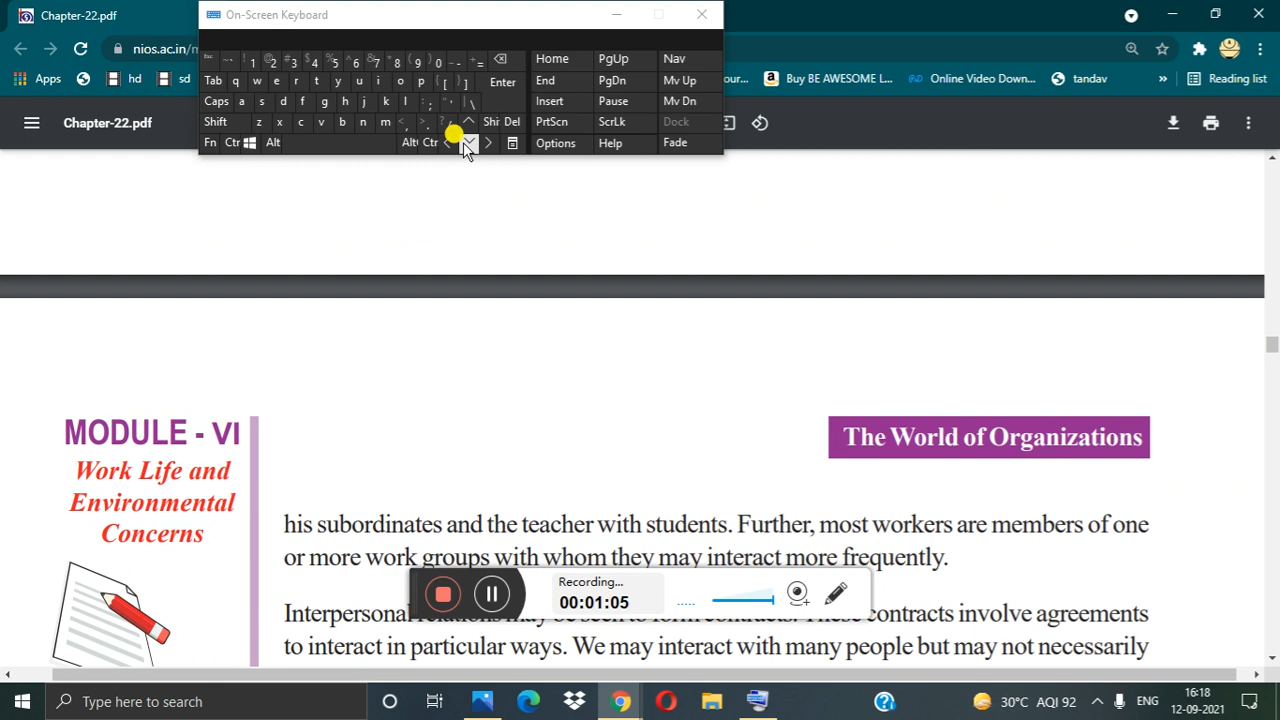 Chapter-22.pdf
On-Screen Keyboard
nios.ac.in/m
Apps
hd
sd
our...
Buy BE AWESOME L...
Online Video Down...
tandav
»
Reading list
Chapter-22.pdf
Home PgUp Nav
Tab q w e r t y u i o p Enter End PgDn Mv Up
Caps a s d f g h j k l Insert Pause Mv Dn
Shift z x c v b n m Shi Del PrtScn ScrLk Dock
Fn Ctr Alt Alt Ctr Options Help Fade
MODULE - VI
Work Life and
Environmental
Concerns
The World of Organizations
his subordinates and the teacher with students. Further, most workers are members of one
or more work groups with whom they may interact more frequently.
Recording...
00:01:05
to interact in particular ways. We may interact with many people but may not necessarily
Type here to search
30°C AQI 92
ENG
16:18
12-09-2021